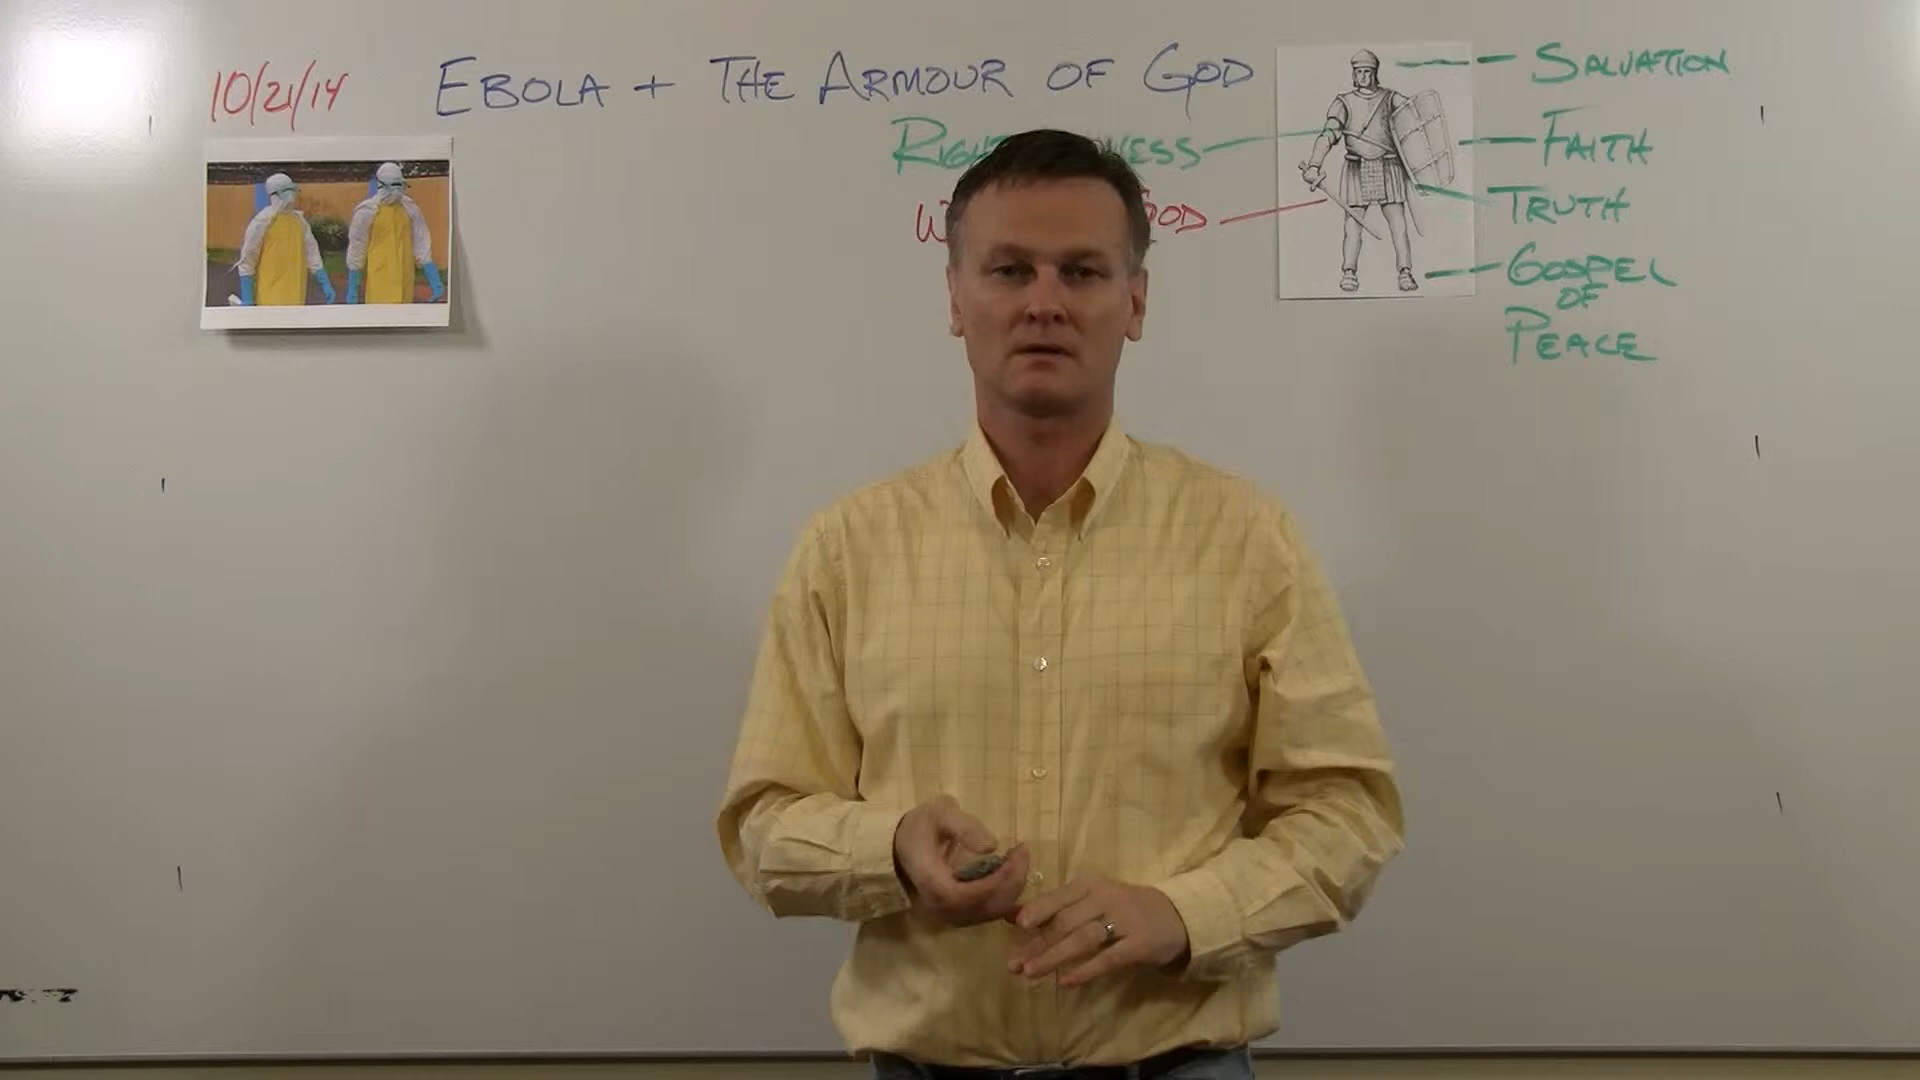 10/21/14 EBOLA + THE ARMOUR OF GOD
SALVATION
FAITH
TRUTH
GOSPEL
OF
PEACE